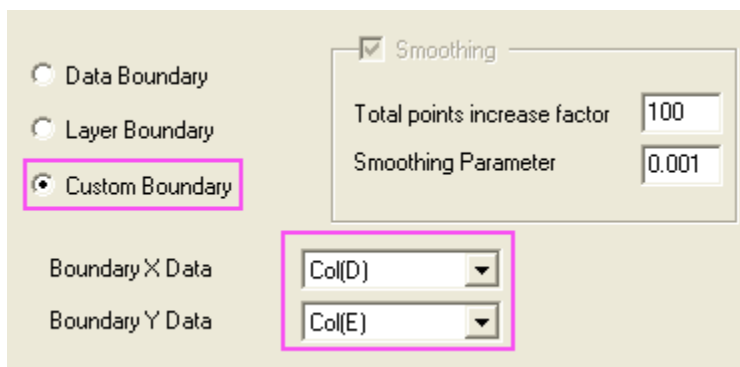 Smoothing
Data Boundary
Total points increase factor 100
Layer Boundary
Smoothing Parameter 0.001
Custom Boundary
Boundary X Data Col(D)
Boundary Y Data Col(E)